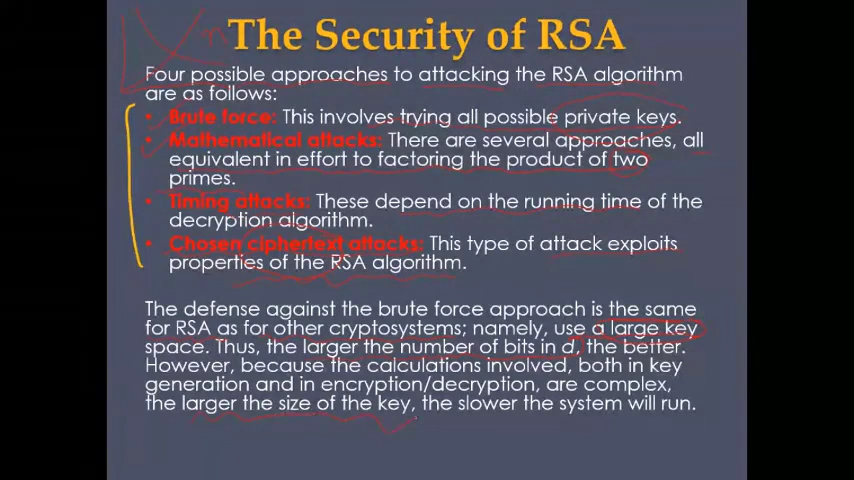 The Security of RSA
Four possible approaches to attacking the RSA algorithm
are as follows:
• Brute force: This involves trying all possible private keys.
• Mathematical attacks: There are several approaches, all
equivalent in effort to factoring the product of two
primes.
• Timing attacks: These depend on the running time of the
decryption algorithm.
• Chosen ciphertext attacks: This type of attack exploits
properties of the RSA algorithm.
The defense against the brute force approach is the same
for RSA as for other cryptosystems; namely, use a large key
space. Thus, the larger the number of bits in d, the better.
However, because the calculations involved, both in key
generation and in encryption/decryption, are complex,
the larger the size of the key, the slower the system will run.